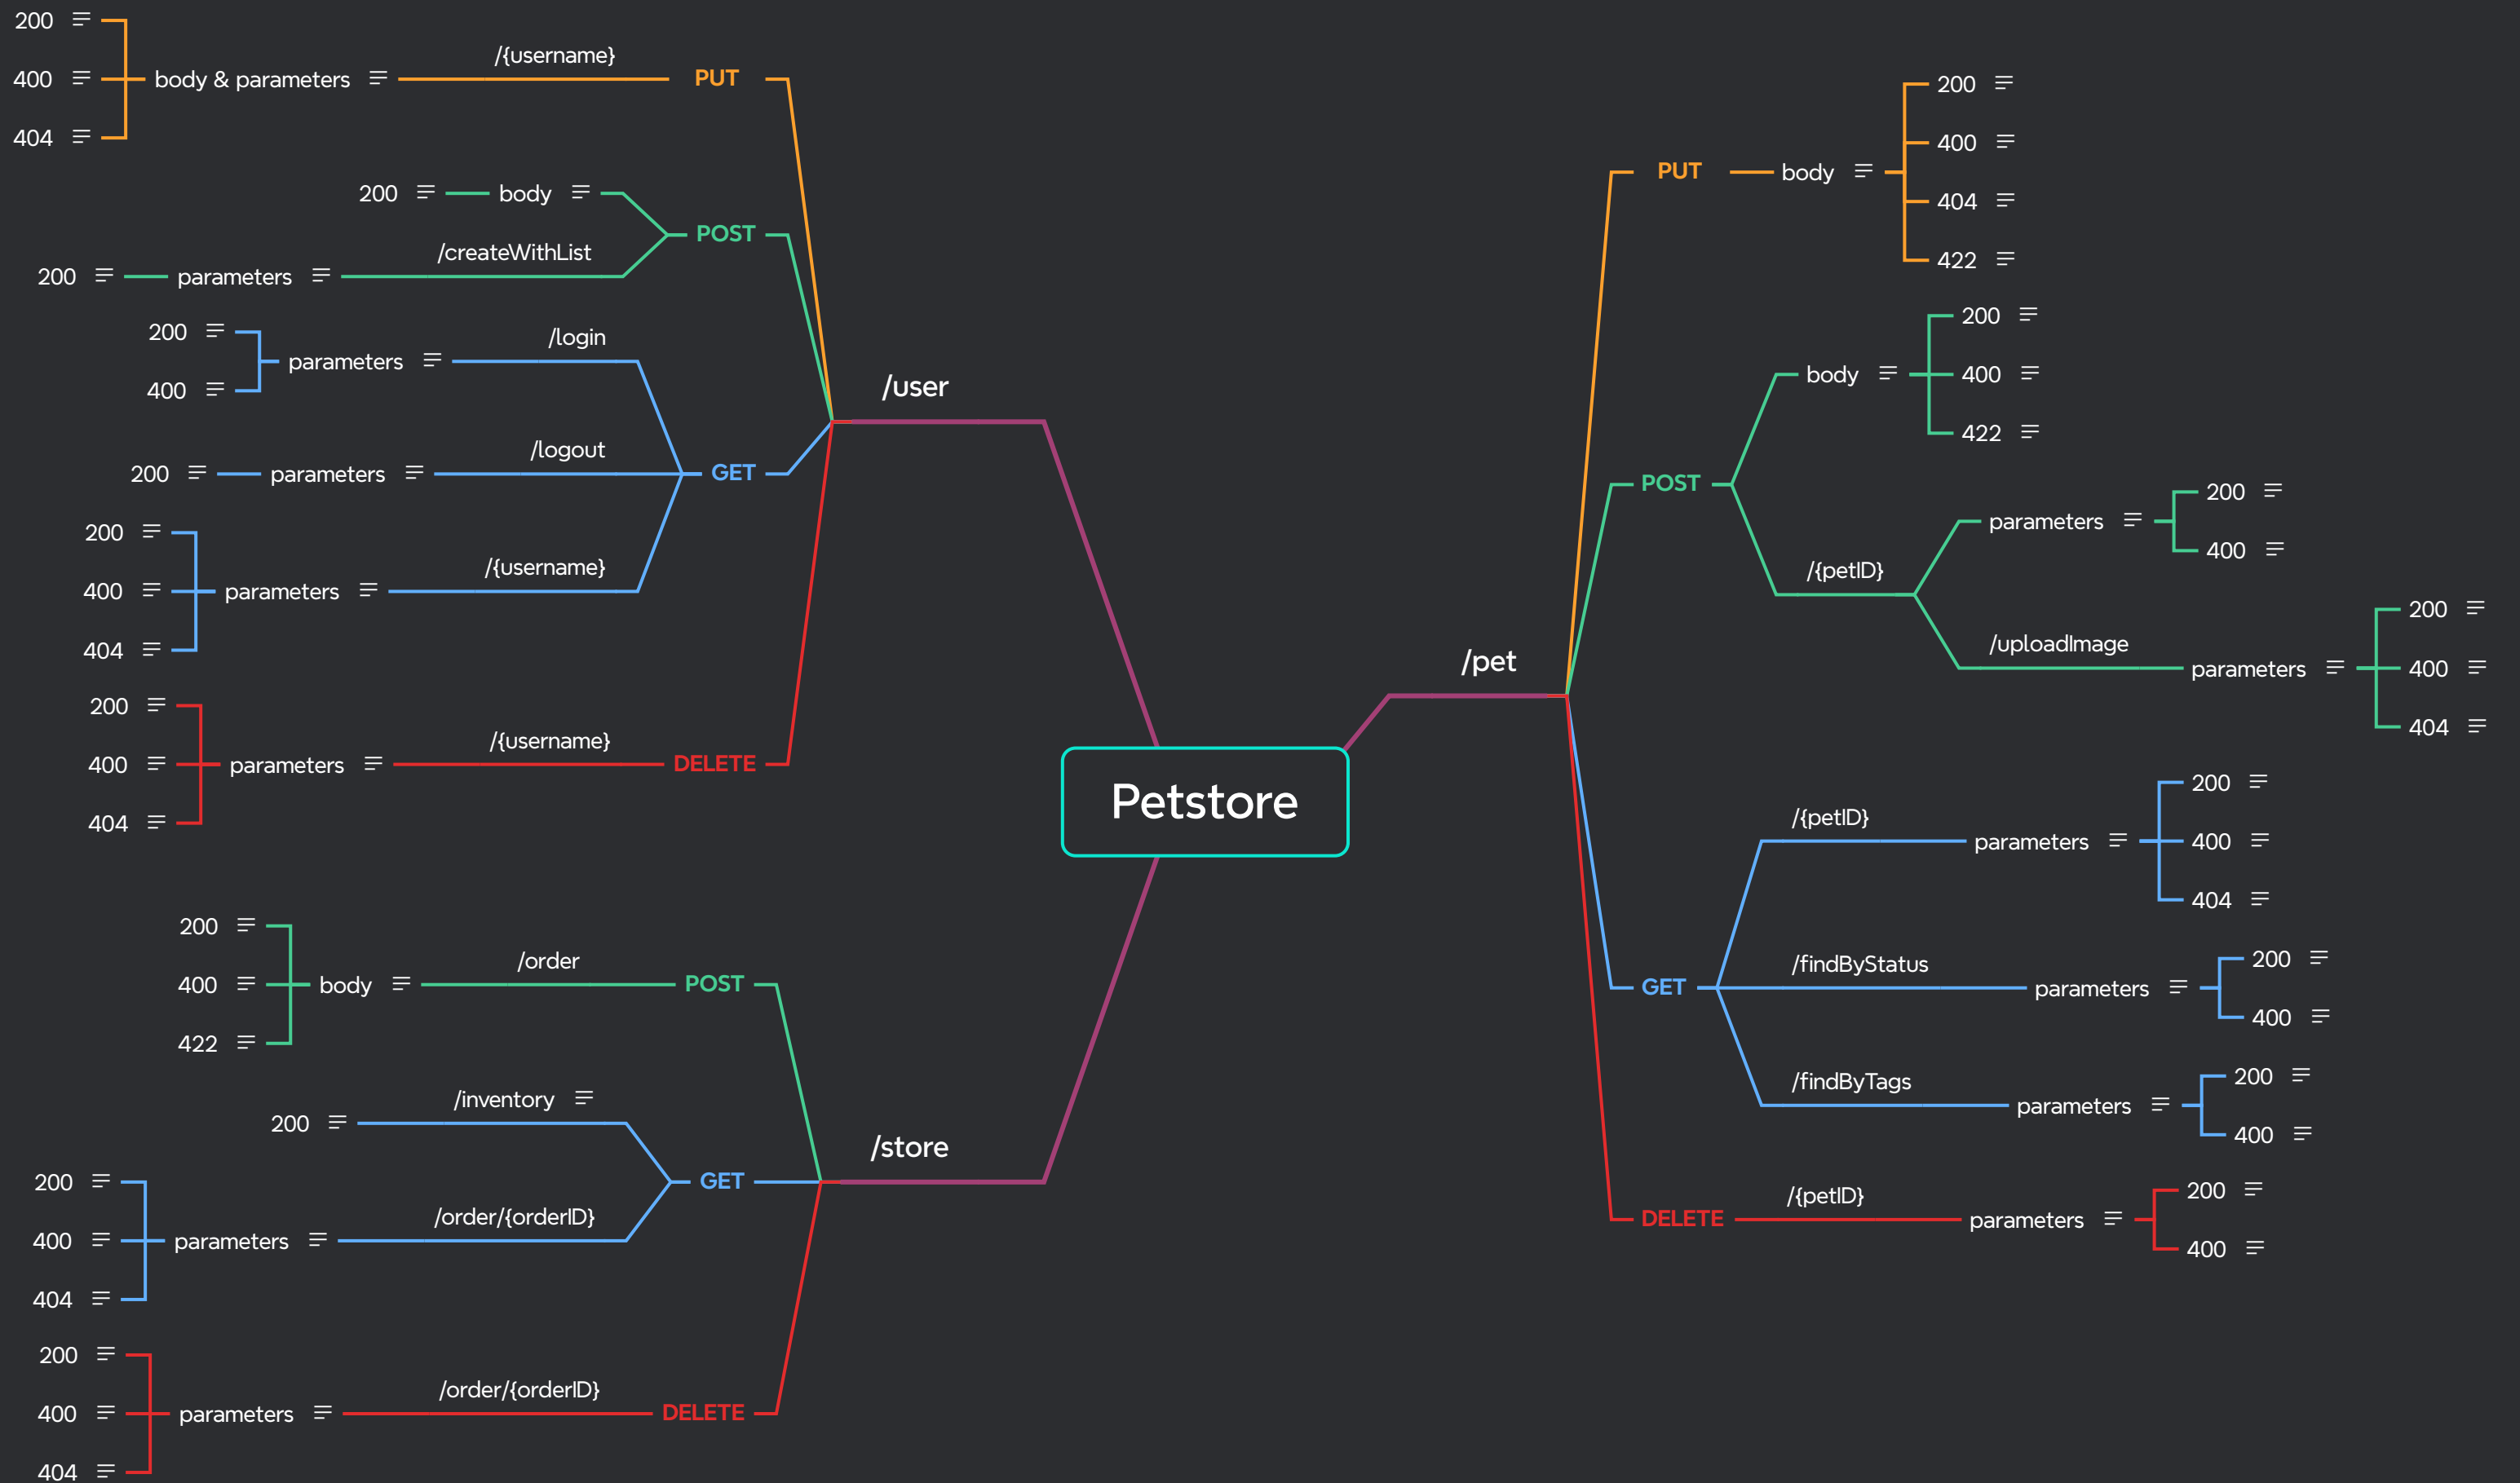 Petstore
/user
PUT
/{username}
body & parameters
200
400
404
POST
body
200
/createWithList
parameters
200
GET
/login
parameters
200
400
/logout
parameters
200
/{username}
parameters
200
400
404
DELETE
/{username}
parameters
200
400
404
/store
POST
/order
body
200
400
422
GET
/inventory
200
/order/{orderID}
parameters
200
400
404
DELETE
/order/{orderID}
parameters
200
400
404
/pet
PUT
body
200
400
404
422
POST
body
200
400
422
/{petID}
parameters
200
400
/uploadImage
parameters
200
400
404
GET
/{petID}
parameters
200
400
404
/findByStatus
parameters
200
400
/findByTags
parameters
200
400
DELETE
/{petID}
parameters
200
400